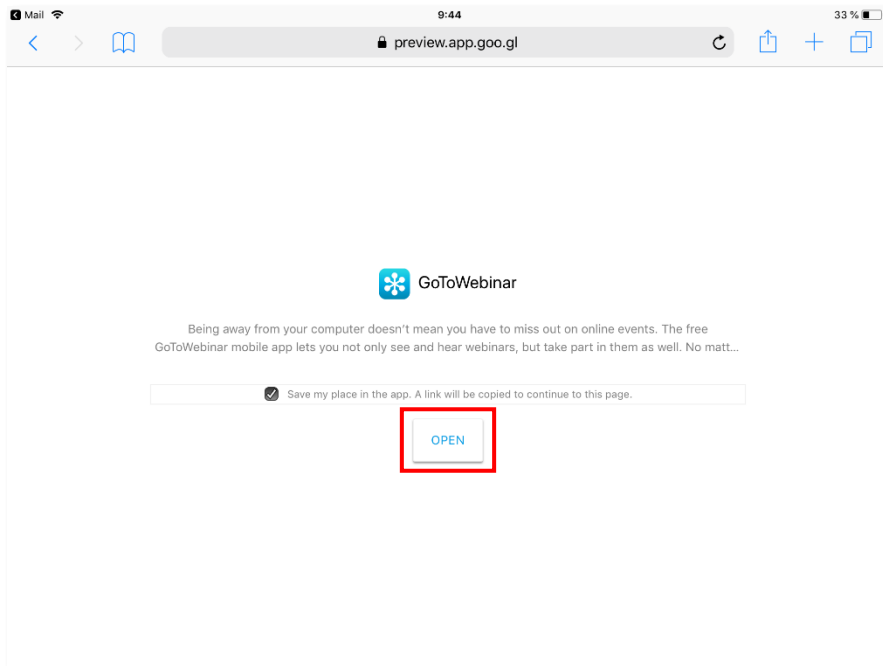 Mail
9:44
33 %
preview.app.goo.gl
GoToWebinar
Being away from your computer doesn't mean you have to miss out on online events. The free
GoToWebinar mobile app lets you not only see and hear webinars, but take part in them as well. No matt...
Save my place in the app. A link will be copied to continue to this page.
OPEN